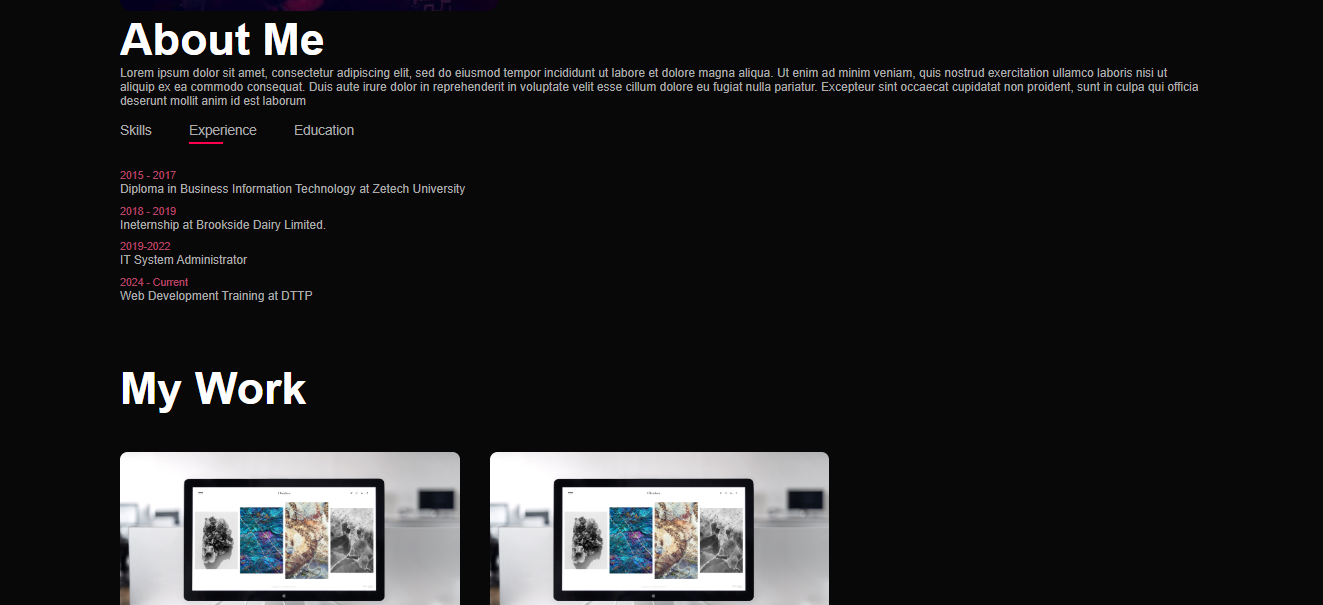 About Me
Lorem ipsum dolor sit amet, consectetur adipiscing elit, sed do eiusmod tempor incididunt ut labore et dolore magna aliqua. Ut enim ad minim veniam, quis nostrud exercitation ullamco laboris nisi ut
aliquip ex ea commodo consequat. Duis aute irure dolor in reprehenderit in voluptate velit esse cillum dolore eu fugiat nulla pariatur. Excepteur sint occaecat cupidatat non proident, sunt in culpa qui officia
deserunt mollit anim id est laborum
Skills Experience Education
2015 - 2017
Diploma in Business Information Technology at Zetech University
2018 - 2019
Ineternship at Brookside Dairy Limited.
2019-2022
IT System Administrator
2024 - Current
Web Development Training at DTTP
My Work